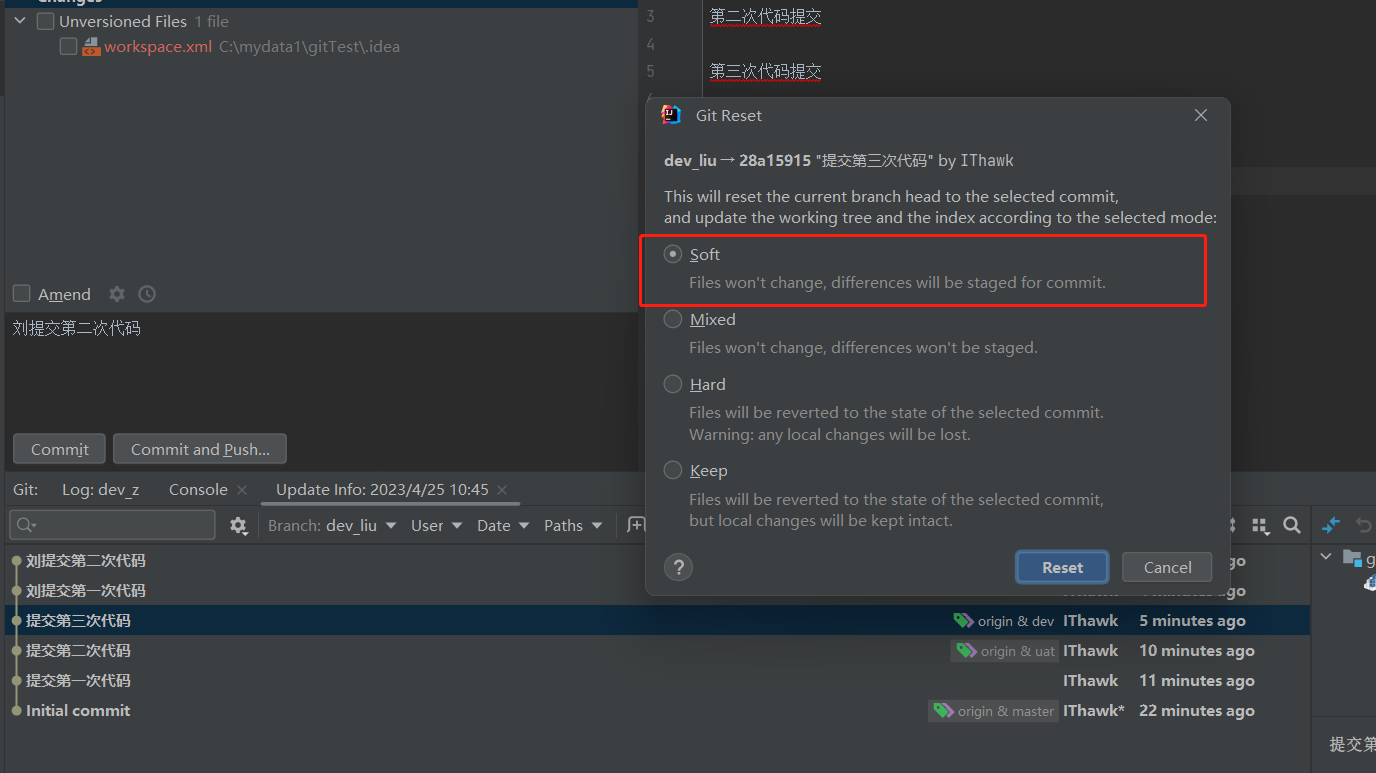 Changes
Unversioned Files 1 file
workspace.xml C:\mydata1\gitTest\.idea
3 第二次代码提交
4
5 第三次代码提交
Git Reset
dev_liu → 28a15915 "提交第三次代码" by IThawk
This will reset the current branch head to the selected commit,
and update the working tree and the index according to the selected mode:
Soft
Files won't change, differences will be staged for commit.
Mixed
Files won't change, differences won't be staged.
Hard
Files will be reverted to the state of the selected commit.
Warning: any local changes will be lost.
Keep
Files will be reverted to the state of the selected commit,
but local changes will be kept intact.
? Reset Cancel
Amend
刘提交第二次代码
Commit Commit and Push...
Git: Log: dev_z Console Update Info: 2023/4/25 10:45
Branch: dev_liu User Date Paths
刘提交第二次代码 go
刘提交第一次代码 ago
提交第三次代码 origin & dev IThawk 5 minutes ago
提交第二次代码 origin & uat IThawk 10 minutes ago
提交第一次代码 IThawk 11 minutes ago
Initial commit origin & master IThawk* 22 minutes ago
g
提交第